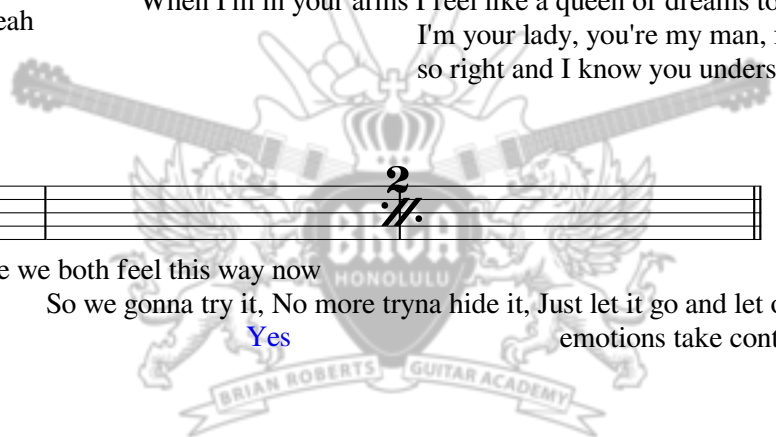 When I'm in your arms I feel like a queen of dreams to
eah
I'm your lady, you're my man,
so right and I know you unders
2
BRGA
HONOLULU
e we both feel this way now
So we gonna try it, No more tryna hide it, Just let it go and let o
Yes
emotions take cont
BRIAN ROBERTS GUITAR ACADEMY